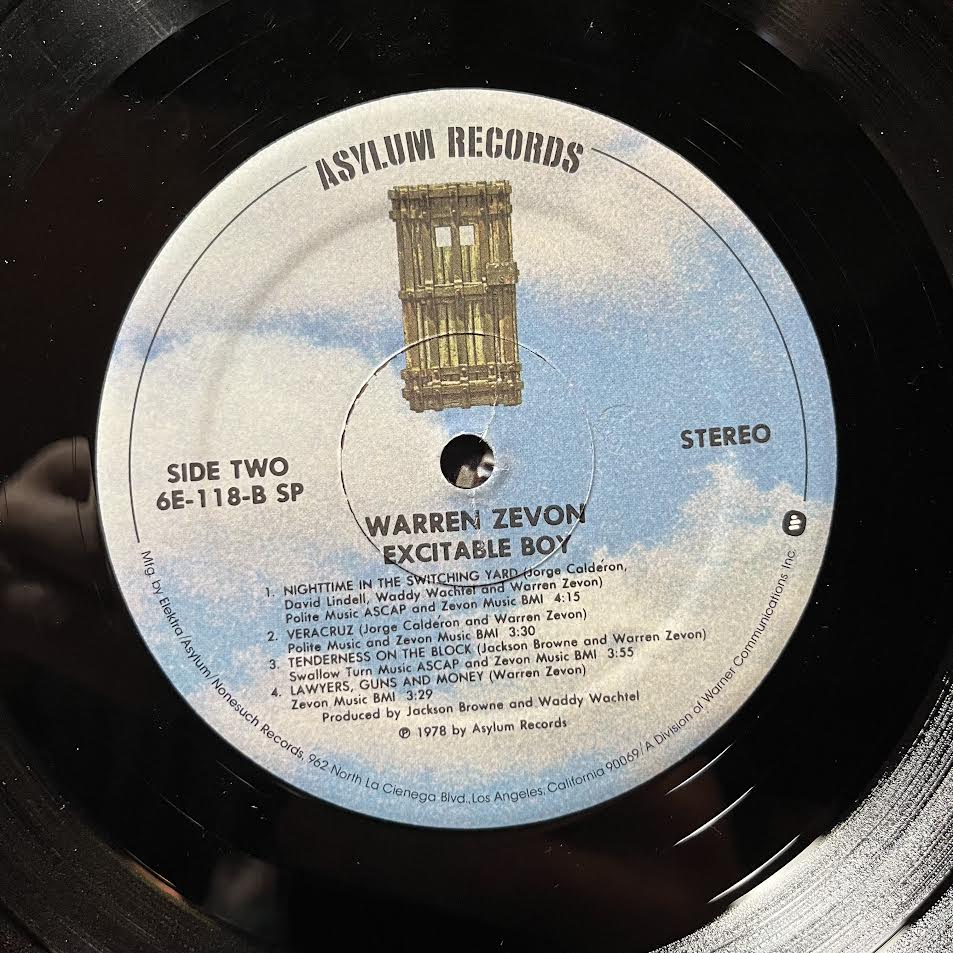 ASYLUM RECORDS
SIDE TWO
6E-118-B SP
STEREO
WARREN ZEVON
EXCITABLE BOY
1. NIGHTTIME IN THE SWITCHING YARD (Jorge Calderon,
David Lindell, Waddy Wachtel and Warren Zevon)
Polite Music ASCAP and Zevon Music BMI 4:15
2. VERACRUZ (Jorge Calderon and Warren Zevon)
Polite Music and Zevon Music BMI 3:30
3. TENDERNESS ON THE BLOCK (Jackson Browne and Warren Zevon)
Swallow Turn Music ASCAP and Zevon Music BMI 3:55
4. LAWYERS, GUNS AND MONEY (Warren Zevon)
Zevon Music BMI 3:29
Produced by Jackson Browne and Waddy Wachtel
℗ 1978 by Asylum Records
Mfg. by Elektra/Asylum/Nonesuch Records, 962 North La Cienega Blvd., Los Angeles, California 90069/A Division of Warner Communications Inc.